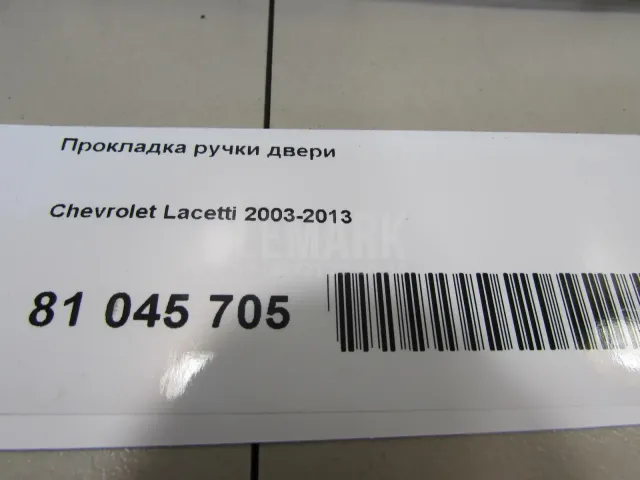 Прокладка ручки двери
Chevrolet Lacetti 2003-2013
81 045 705